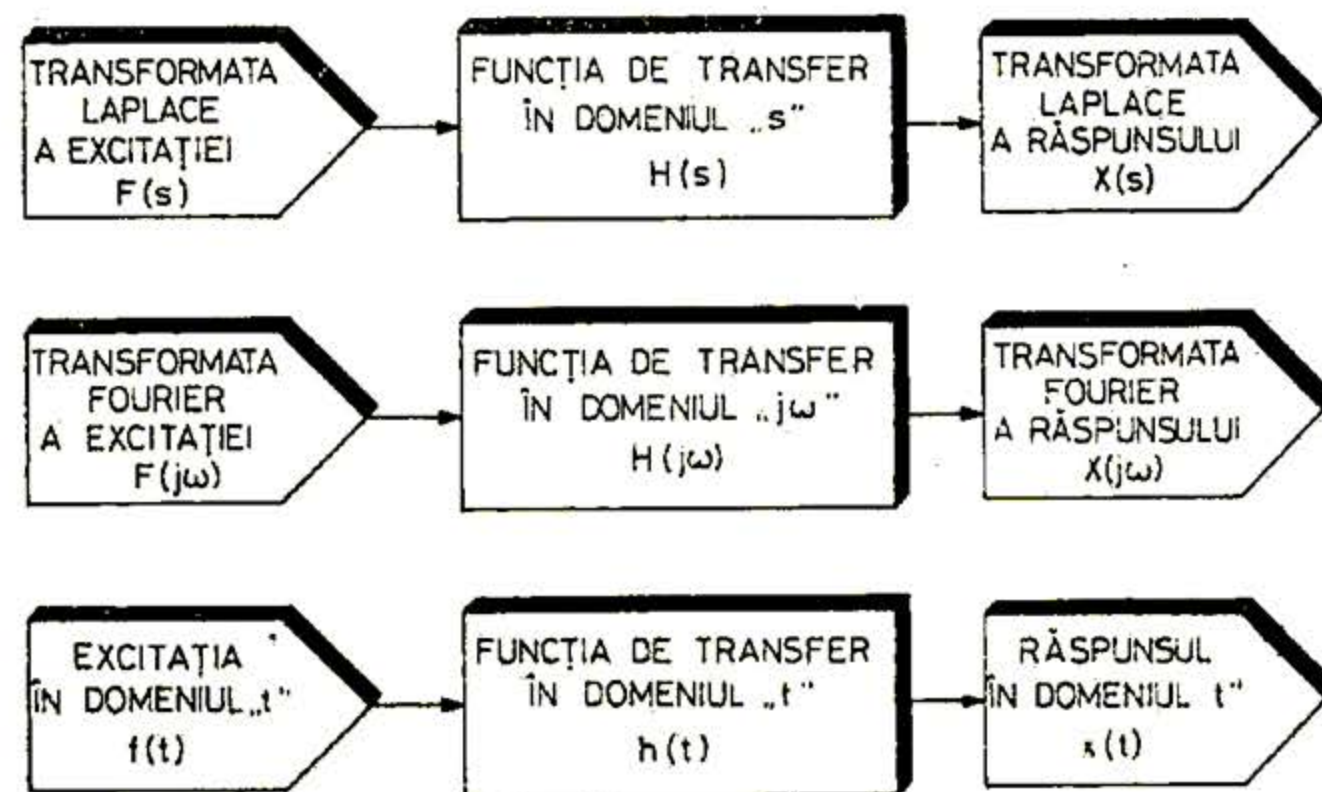 TRANSFORMATA
LAPLACE
A EXCITAȚIEI
F(s)
FUNCȚIA DE TRANSFER
ÎN DOMENIUL „s"
H(s)
TRANSFORMATA
LAPLACE
A RĂSPUNSULUI
X(s)
TRANSFORMATA
FOURIER
A EXCITAȚIEI
F(jω)
FUNCȚIA DE TRANSFER
ÎN DOMENIUL „jω"
H(jω)
TRANSFORMATA
FOURIER
A RĂSPUNSULUI
X(jω)
EXCITAȚIA
ÎN DOMENIUL „t"
f(t)
FUNCȚIA DE TRANSFER
ÎN DOMENIUL „t"
h(t)
RĂSPUNSUL
ÎN DOMENIUL t"
x(t)